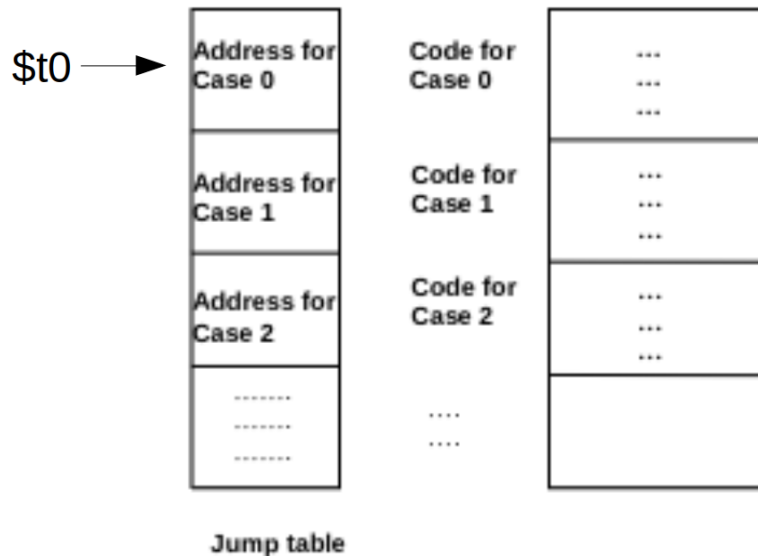 $t0
Address for
Case 0
Code for
Case 0
...
...
...
Address for
Case 1
Code for
Case 1
...
...
...
Address for
Case 2
Code for
Case 2
...
...
...
-------
-------
-------
....
....
Jump table